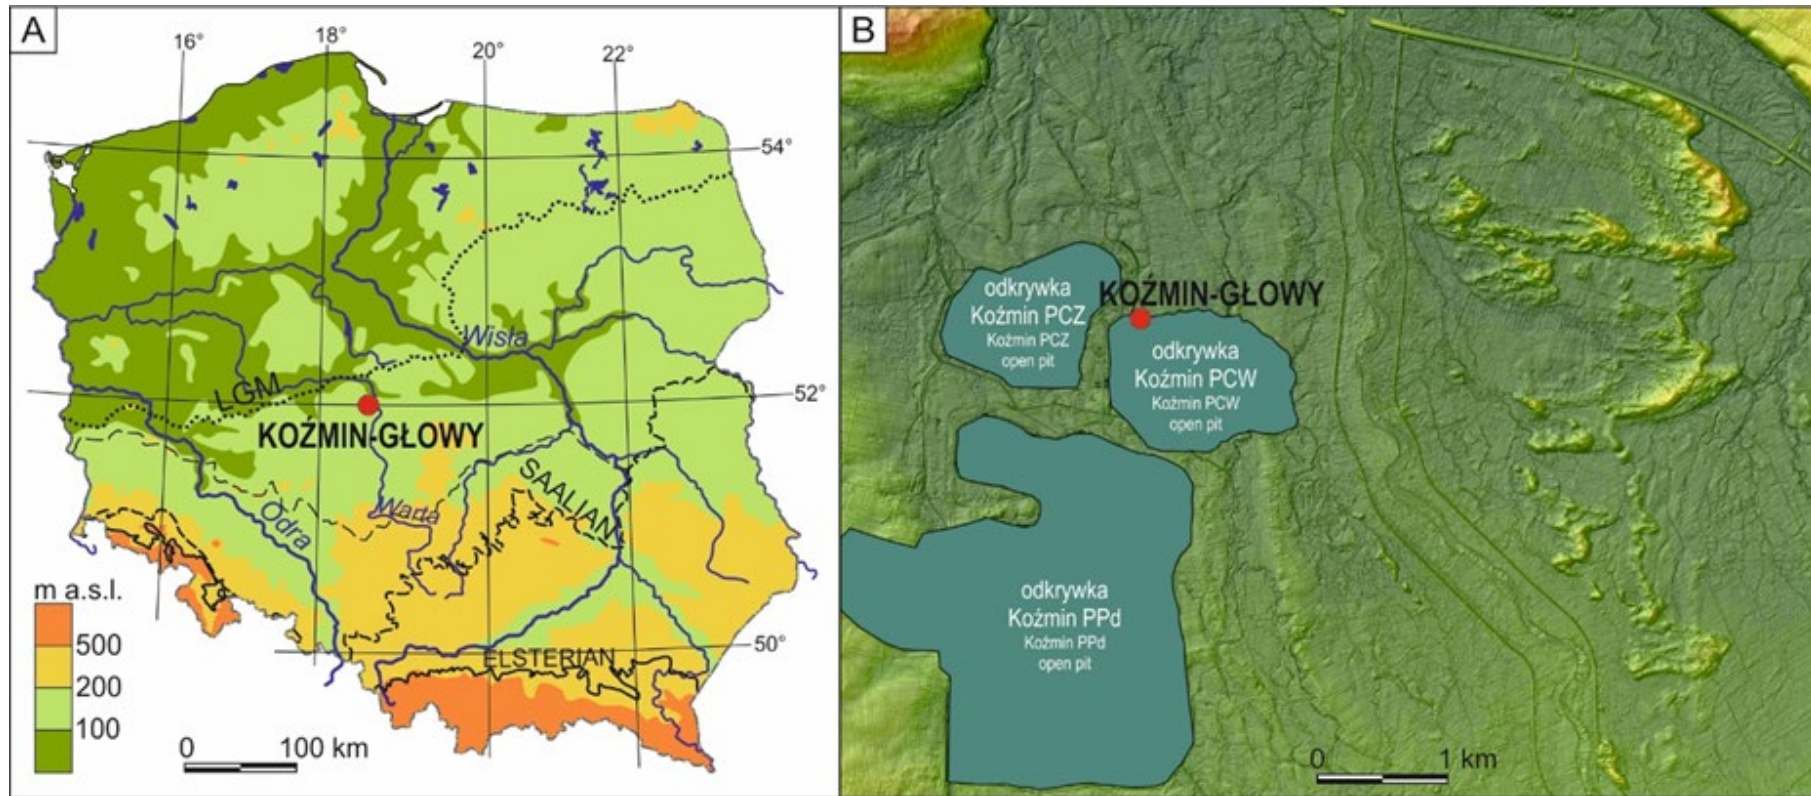 A
16°
18°
20°
22°
54°
Wisła
LGM
52°
KOŹMIN-GŁOWY
SAALIAN
Odra
Warta
m a.s.l.
500
200
100
50°
ELSTERIAN
0 100 km
B
odkrywka
Koźmin PCZ
Koźmin PCZ
open pit
KOŹMIN-GŁOWY
odkrywka
Koźmin PCW
Koźmin PCW
open pit
odkrywka
Koźmin PPd
Koźmin PPd
open pit
0 1 km